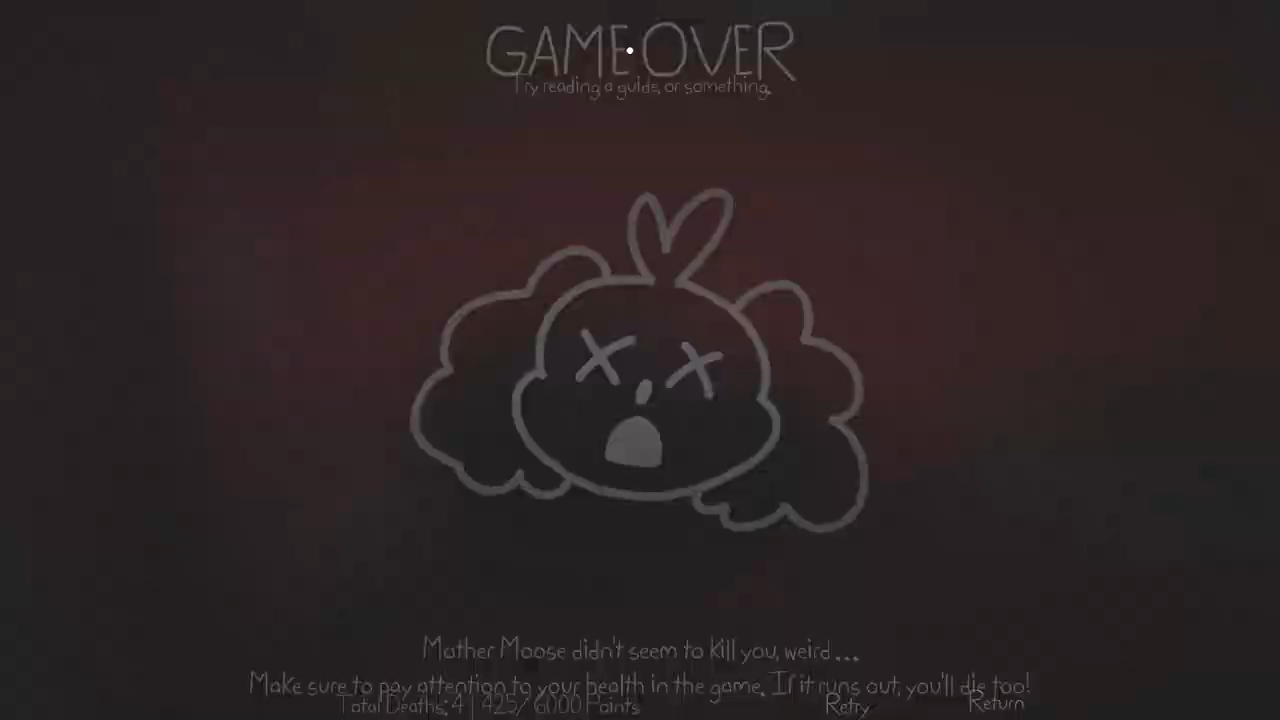 GAME OVER
Try reading a guide, or something.
Mother Moose didn't seem to kill you, weird...
Make sure to pay attention to your health in the game. If it runs out, you'll die too!
Total Deaths: 4 | 425/6000 Points
Retry
Return